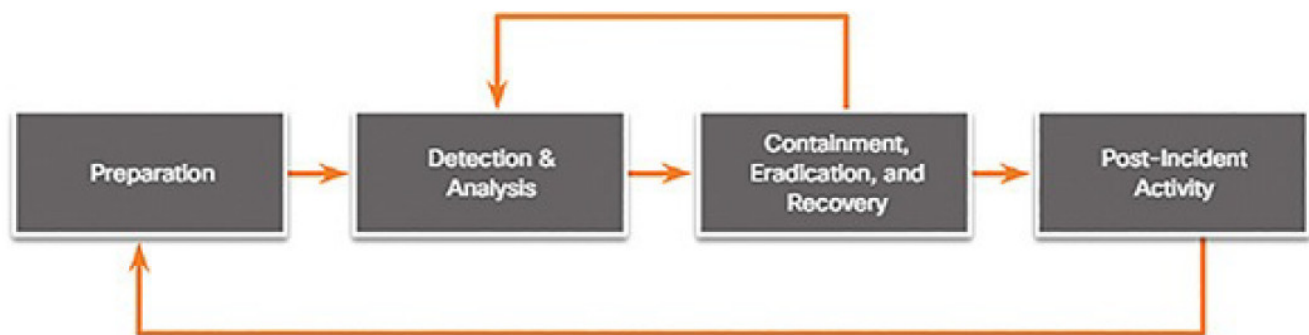 Preparation
Detection &
Analysis
Containment,
Eradication, and
Recovery
Post-Incident
Activity